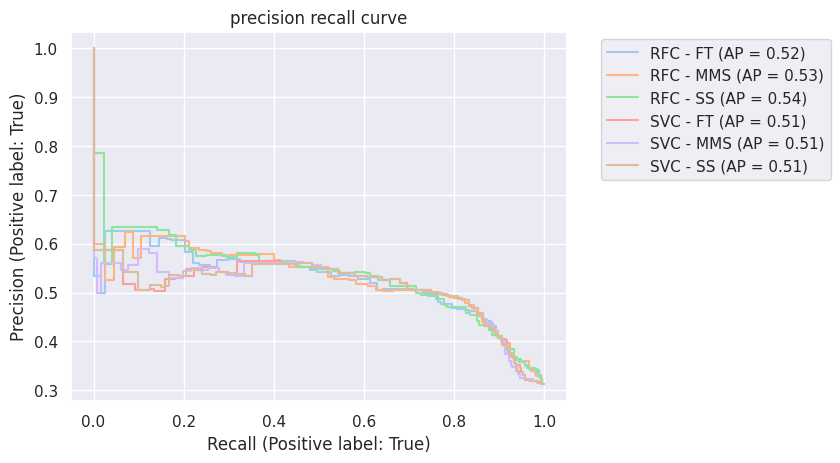 precision recall curve
1.0
0.9
0.8
0.7
0.6
0.5
0.4
0.3
Precision (Positive label: True)
0.0 0.2 0.4 0.6 0.8 1.0
Recall (Positive label: True)
RFC - FT (AP = 0.52)
RFC - MMS (AP = 0.53)
RFC - SS (AP = 0.54)
SVC - FT (AP = 0.51)
SVC - MMS (AP = 0.51)
SVC - SS (AP = 0.51)